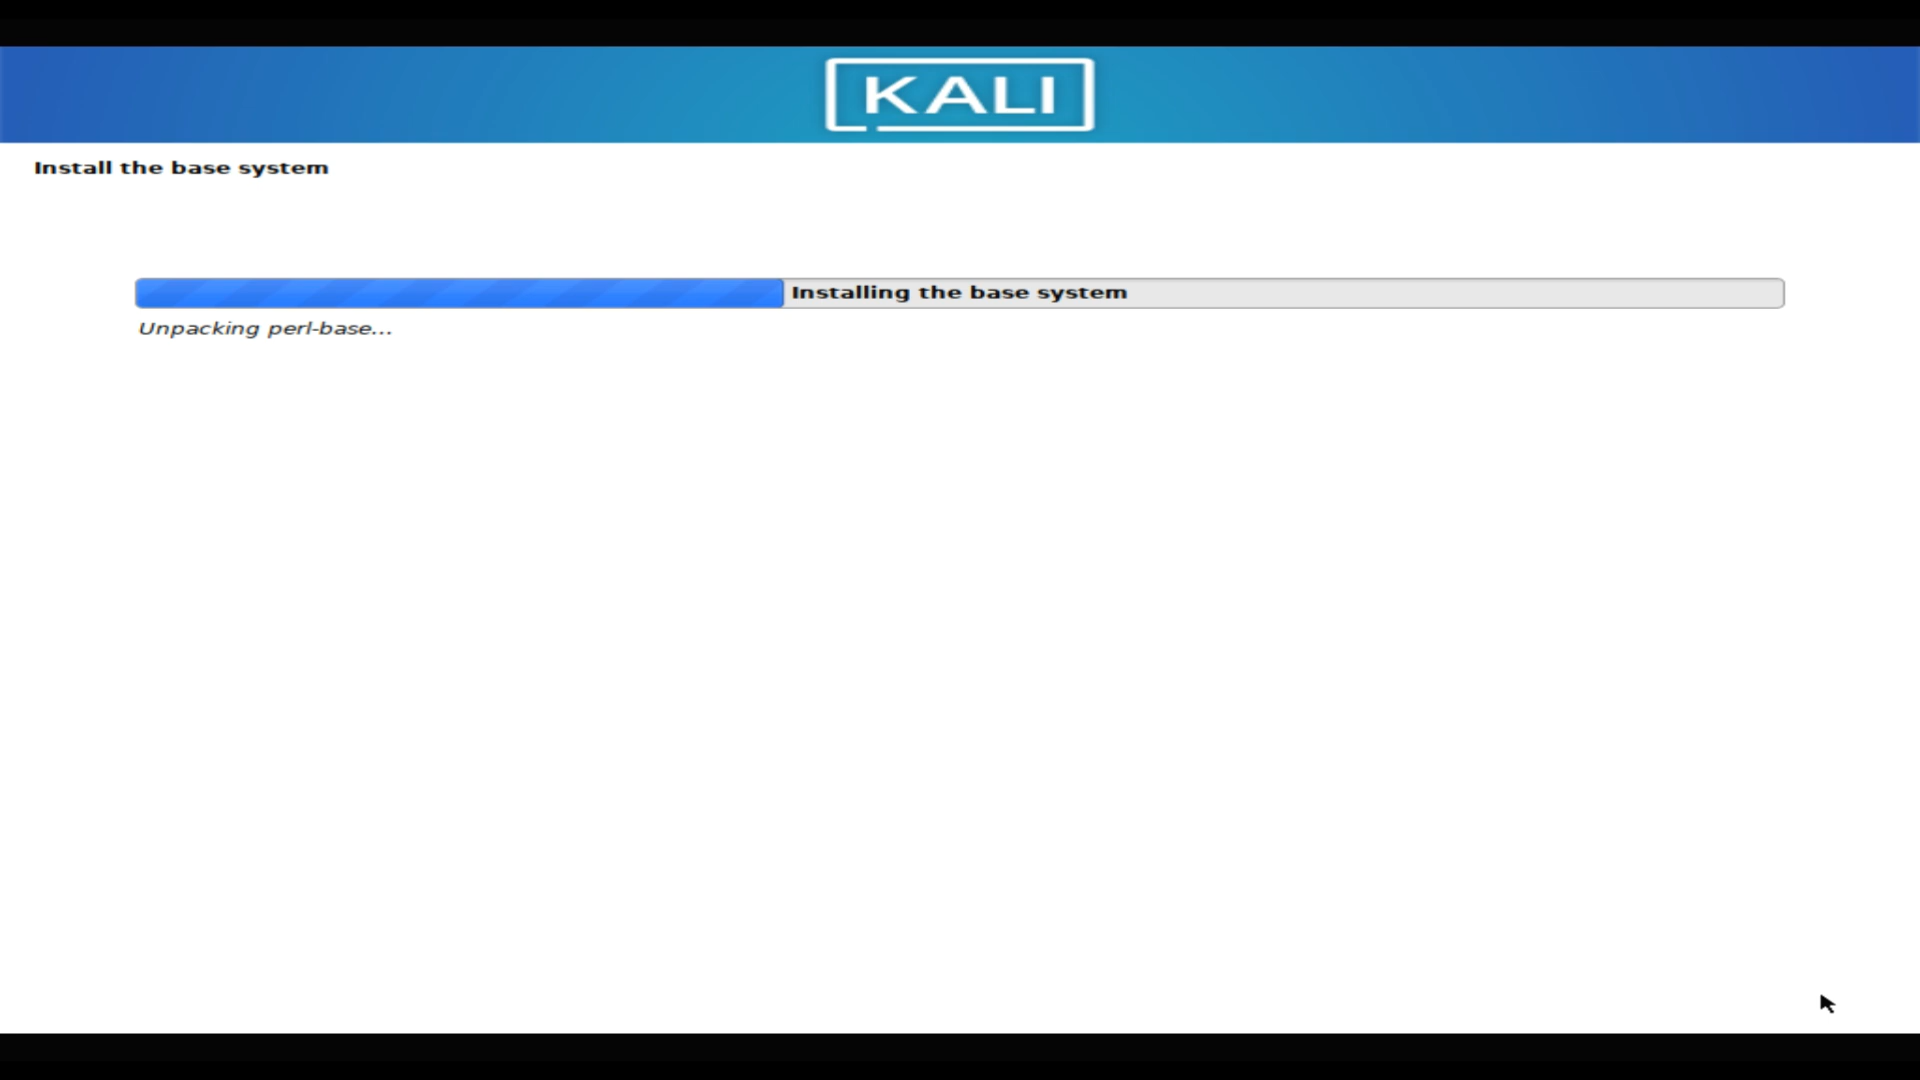 KALI
Install the base system
Installing the base system
Unpacking perl-base...